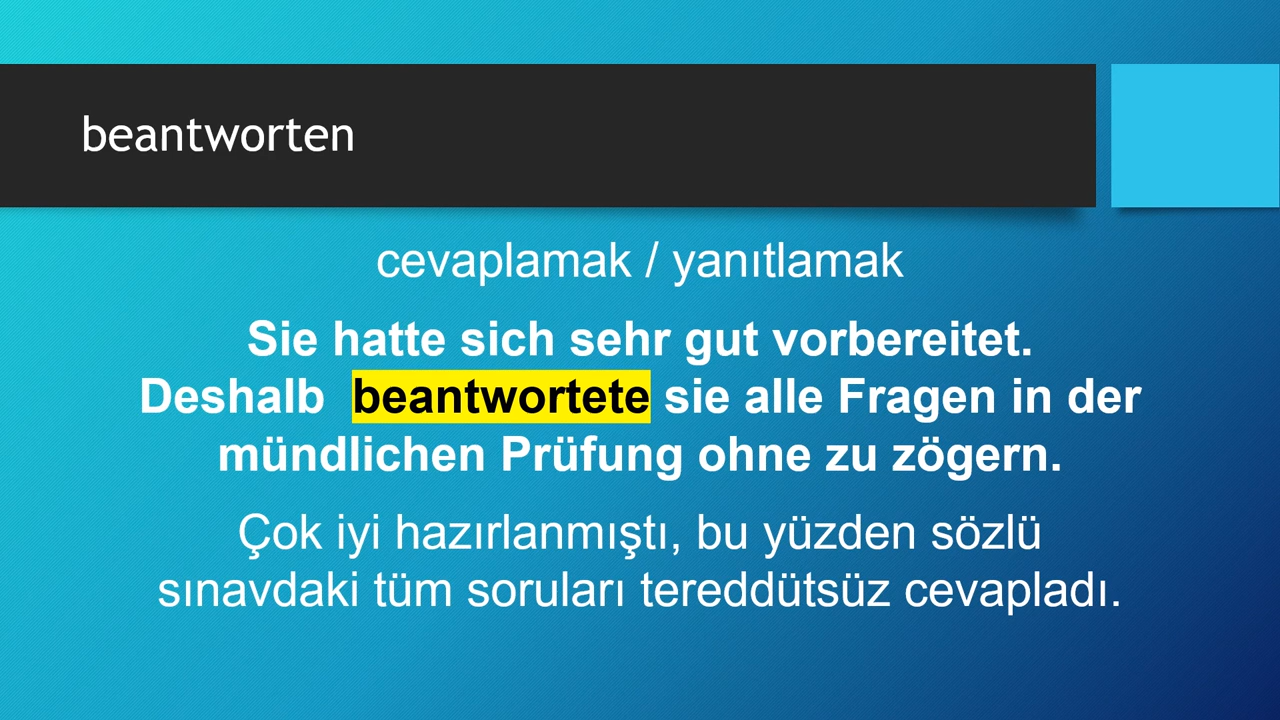 beantworten
cevaplamak / yanıtlamak
Sie hatte sich sehr gut vorbereitet.
Deshalb beantwortete sie alle Fragen in der
mündlichen Prüfung ohne zu zögern.
Çok iyi hazırlanmıştı, bu yüzden sözlü
sınavdaki tüm soruları tereddütsüz cevapladı.